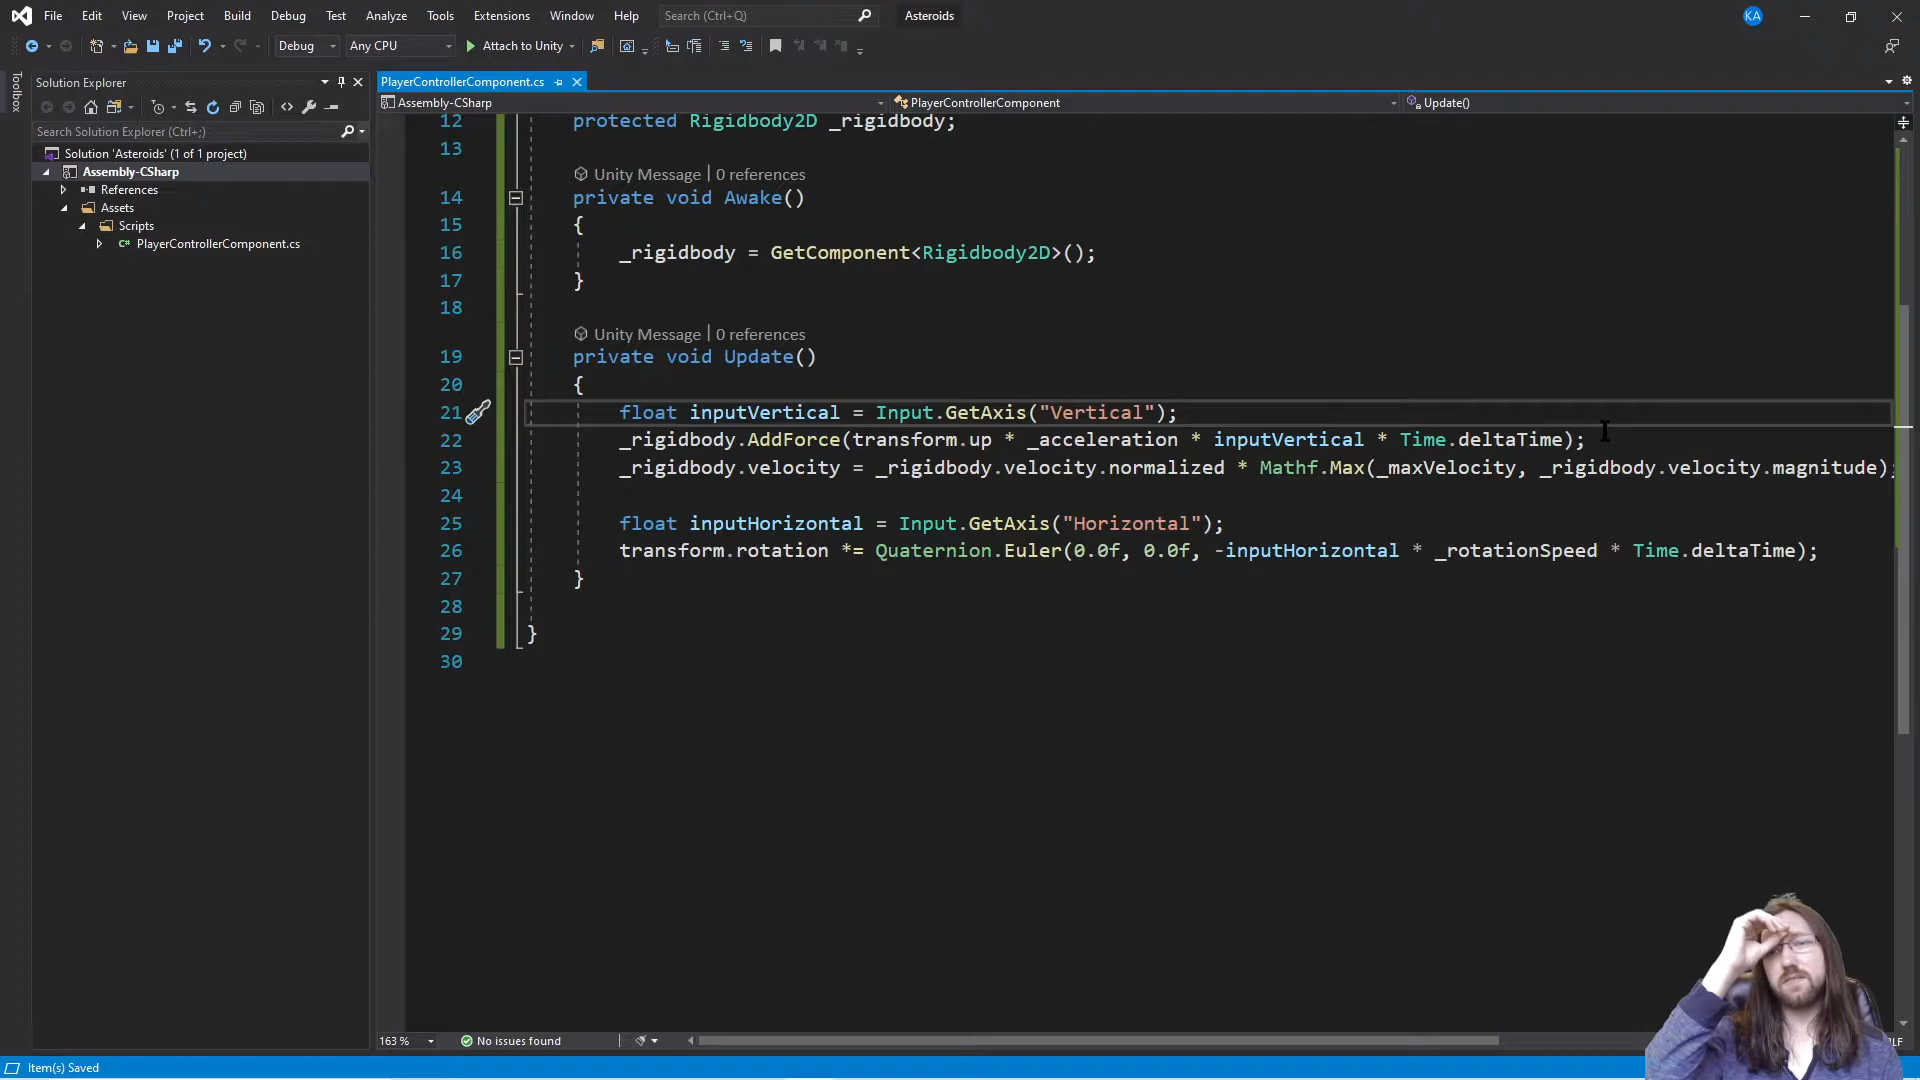 File Edit View Project Build Debug Test Analyze Tools Extensions Window Help Search (Ctrl+Q) Asteroids KA
Debug Any CPU Attach to Unity
Toolbox
Solution Explorer
Search Solution Explorer (Ctrl+;)
Solution 'Asteroids' (1 of 1 project)
Assembly-CSharp
References
Assets
Scripts
C# PlayerControllerComponent.cs
PlayerControllerComponent.cs
Assembly-CSharp PlayerControllerComponent Update()
12 protected Rigidbody2D _rigidbody;
13
Unity Message | 0 references
14 private void Awake()
15 {
16 _rigidbody = GetComponent<Rigidbody2D>();
17 }
18
Unity Message | 0 references
19 private void Update()
20 {
21 float inputVertical = Input.GetAxis("Vertical");
22 _rigidbody.AddForce(transform.up * _acceleration * inputVertical * Time.deltaTime);
23 _rigidbody.velocity = _rigidbody.velocity.normalized * Mathf.Max(_maxVelocity, _rigidbody.velocity.magnitude);
24
25 float inputHorizontal = Input.GetAxis("Horizontal");
26 transform.rotation *= Quaternion.Euler(0.0f, 0.0f, -inputHorizontal * _rotationSpeed * Time.deltaTime);
27 }
28
29 }
30
163 % No issues found
Item(s) Saved